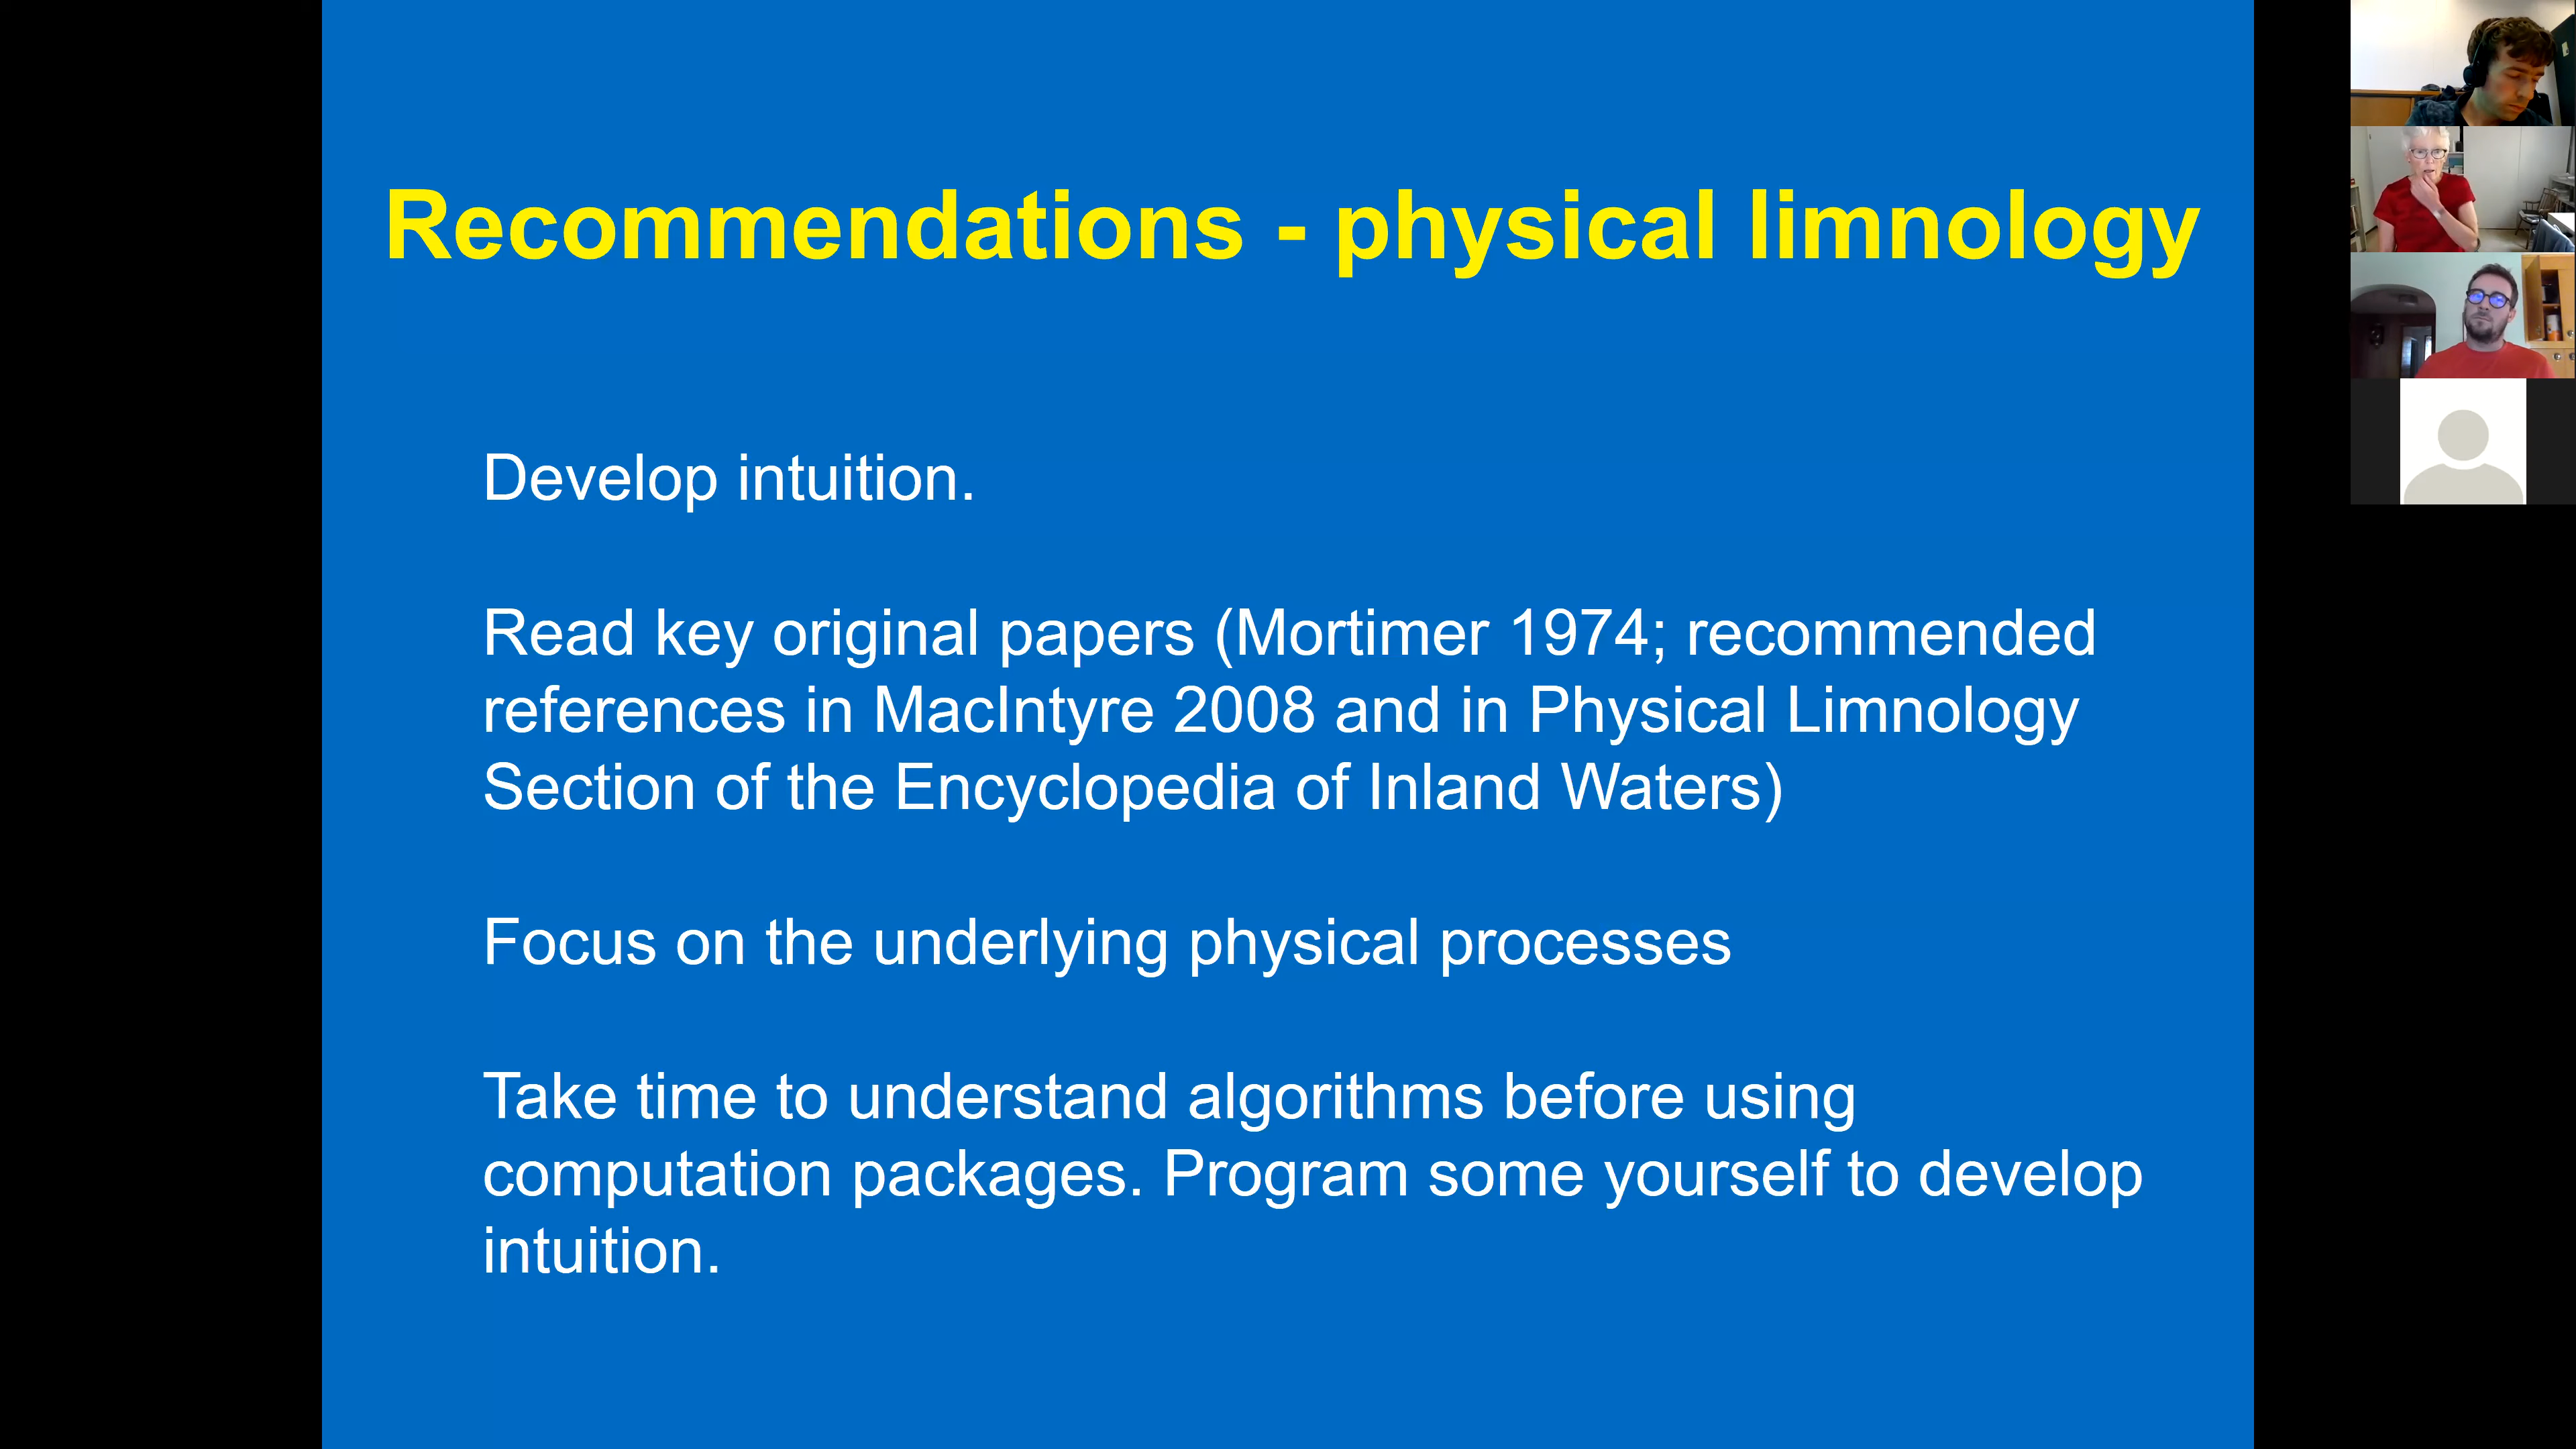 Recommendations - physical limnology
Develop intuition.
Read key original papers (Mortimer 1974; recommended
references in MacIntyre 2008 and in Physical Limnology
Section of the Encyclopedia of Inland Waters)
Focus on the underlying physical processes
Take time to understand algorithms before using
computation packages. Program some yourself to develop
intuition.